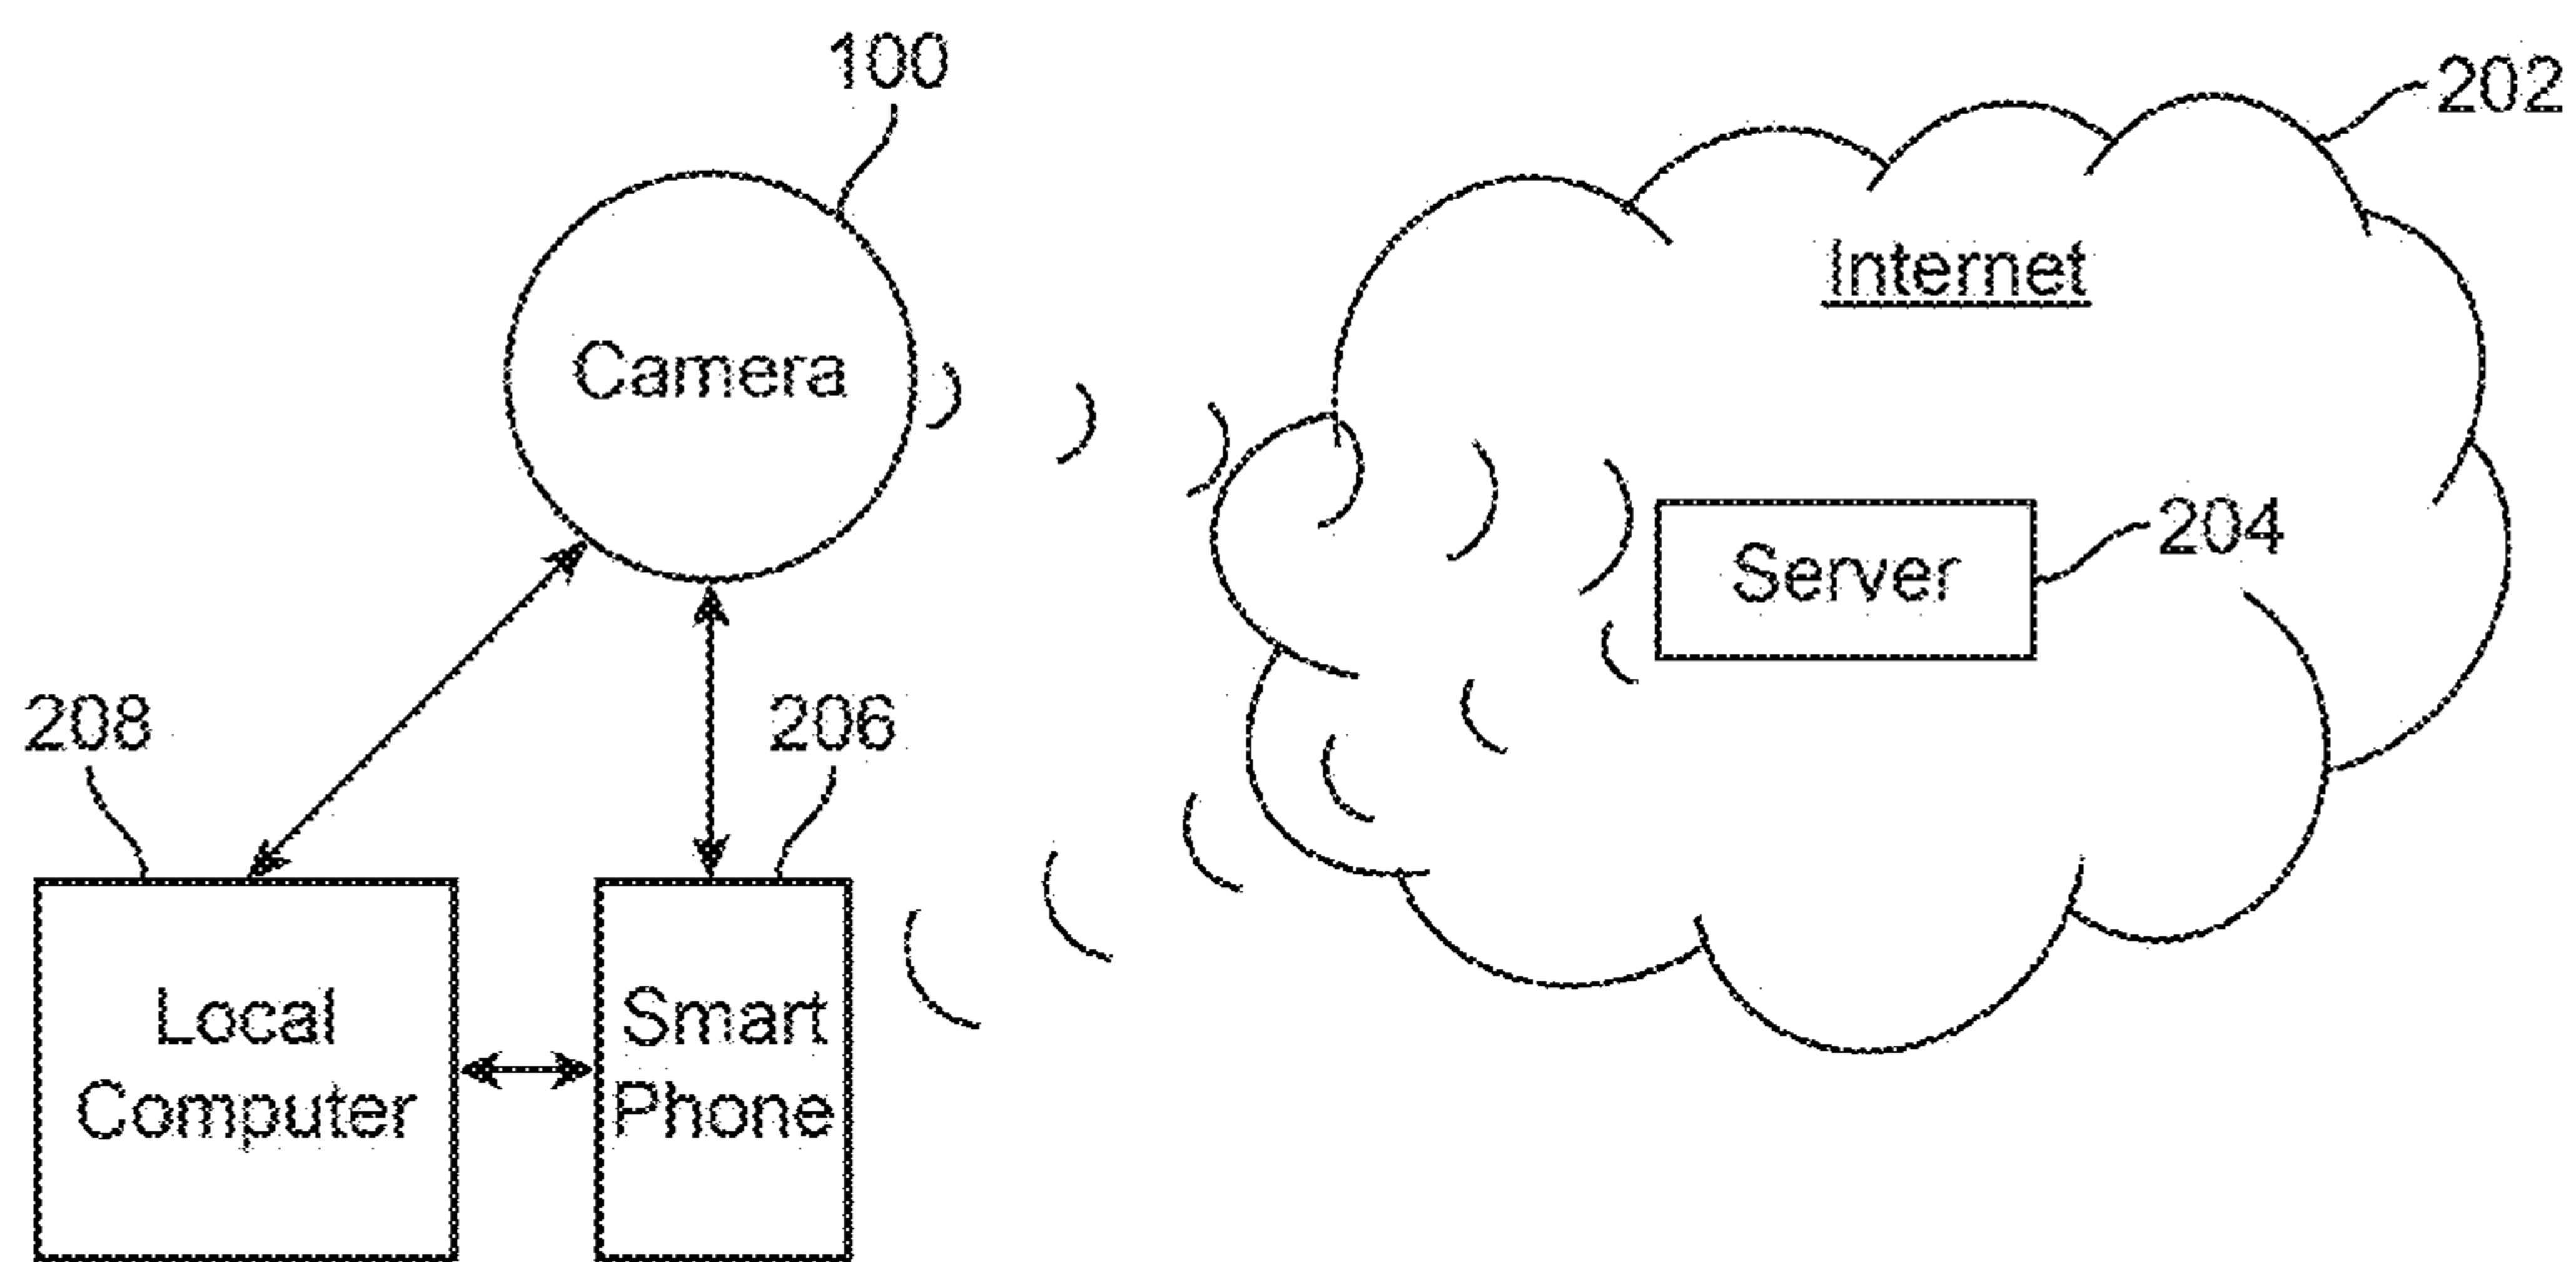 100
202
Internet
Camera
Server
204
208
206
Local
Computer
Smart
Phone